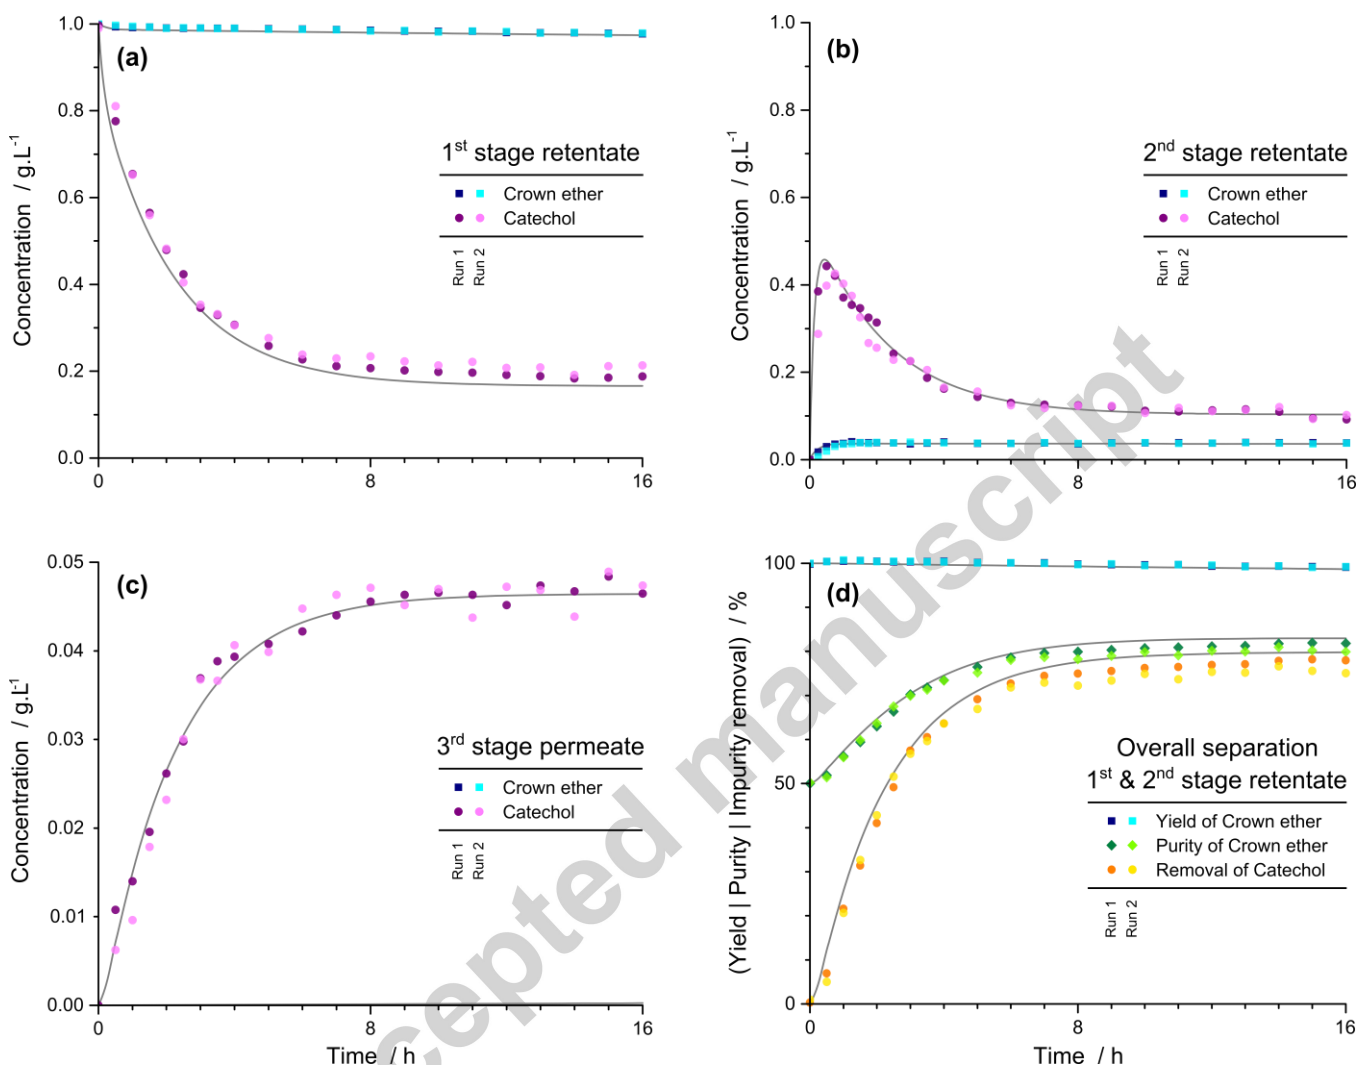 (a)
1.0
0.8
0.6
0.4
0.2
0.0
0
8
16
Concentration / g.L-1
1st stage retentate
Crown ether
Catechol
Run 1
Run 2
(b)
1.0
0.8
0.6
0.4
0.2
0.0
0
8
16
Concentration / g.L-1
2nd stage retentate
Crown ether
Catechol
Run 1
Run 2
(c)
0.05
0.04
0.03
0.02
0.01
0.00
0
8
16
Concentration / g.L-1
Time / h
3rd stage permeate
Crown ether
Catechol
Run 1
Run 2
(d)
100
50
0
0
8
16
(Yield | Purity | Impurity removal) / %
Time / h
Overall separation
1st & 2nd stage retentate
Yield of Crown ether
Purity of Crown ether
Removal of Catechol
Run 1
Run 2
cepted manuscript